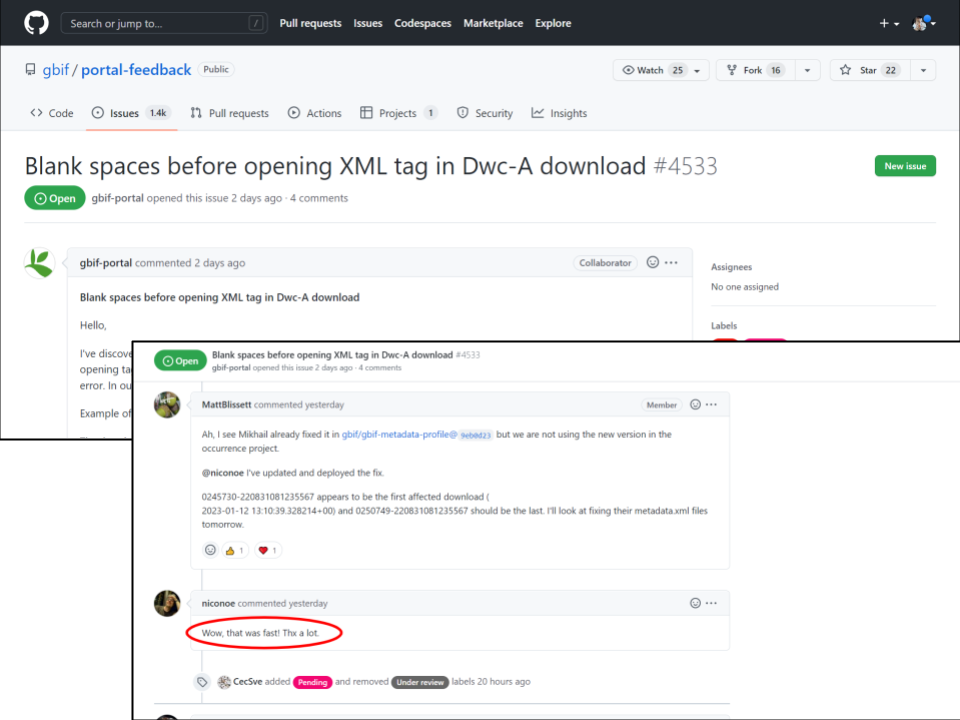 Search or jump to... /
Pull requests Issues Codespaces Marketplace Explore
gbif / portal-feedback Public
Watch 25 Fork 16 Star 22
Code Issues 1.4k Pull requests Actions Projects 1 Security Insights
Blank spaces before opening XML tag in Dwc-A download #4533
New issue
Open gbif-portal opened this issue 2 days ago · 4 comments
gbif-portal commented 2 days ago Collaborator
Blank spaces before opening XML tag in Dwc-A download
Hello,
I've discove
opening ta
error. In ou
Example of
Assignees
No one assigned
Labels
Open
Blank spaces before opening XML tag in Dwc-A download #4533
gbif-portal opened this issue 2 days ago · 4 comments
MattBlissett commented yesterday Member
Ah, I see Mikhail already fixed it in gbif/gbif-metadata-profile@ but we are not using the new version in the
occurrence project.
@niconoe I've updated and deployed the fix.
0245730-220831081235567 appears to be the first affected download (
2023-01-12 13:10:39.328214+00) and 0250749-220831081235567 should be the last. I'll look at fixing their metadata.xml files
tomorrow.
1 1
niconoe commented yesterday
Wow, that was fast! Thx a lot.
CecSve added Pending and removed Under review labels 20 hours ago